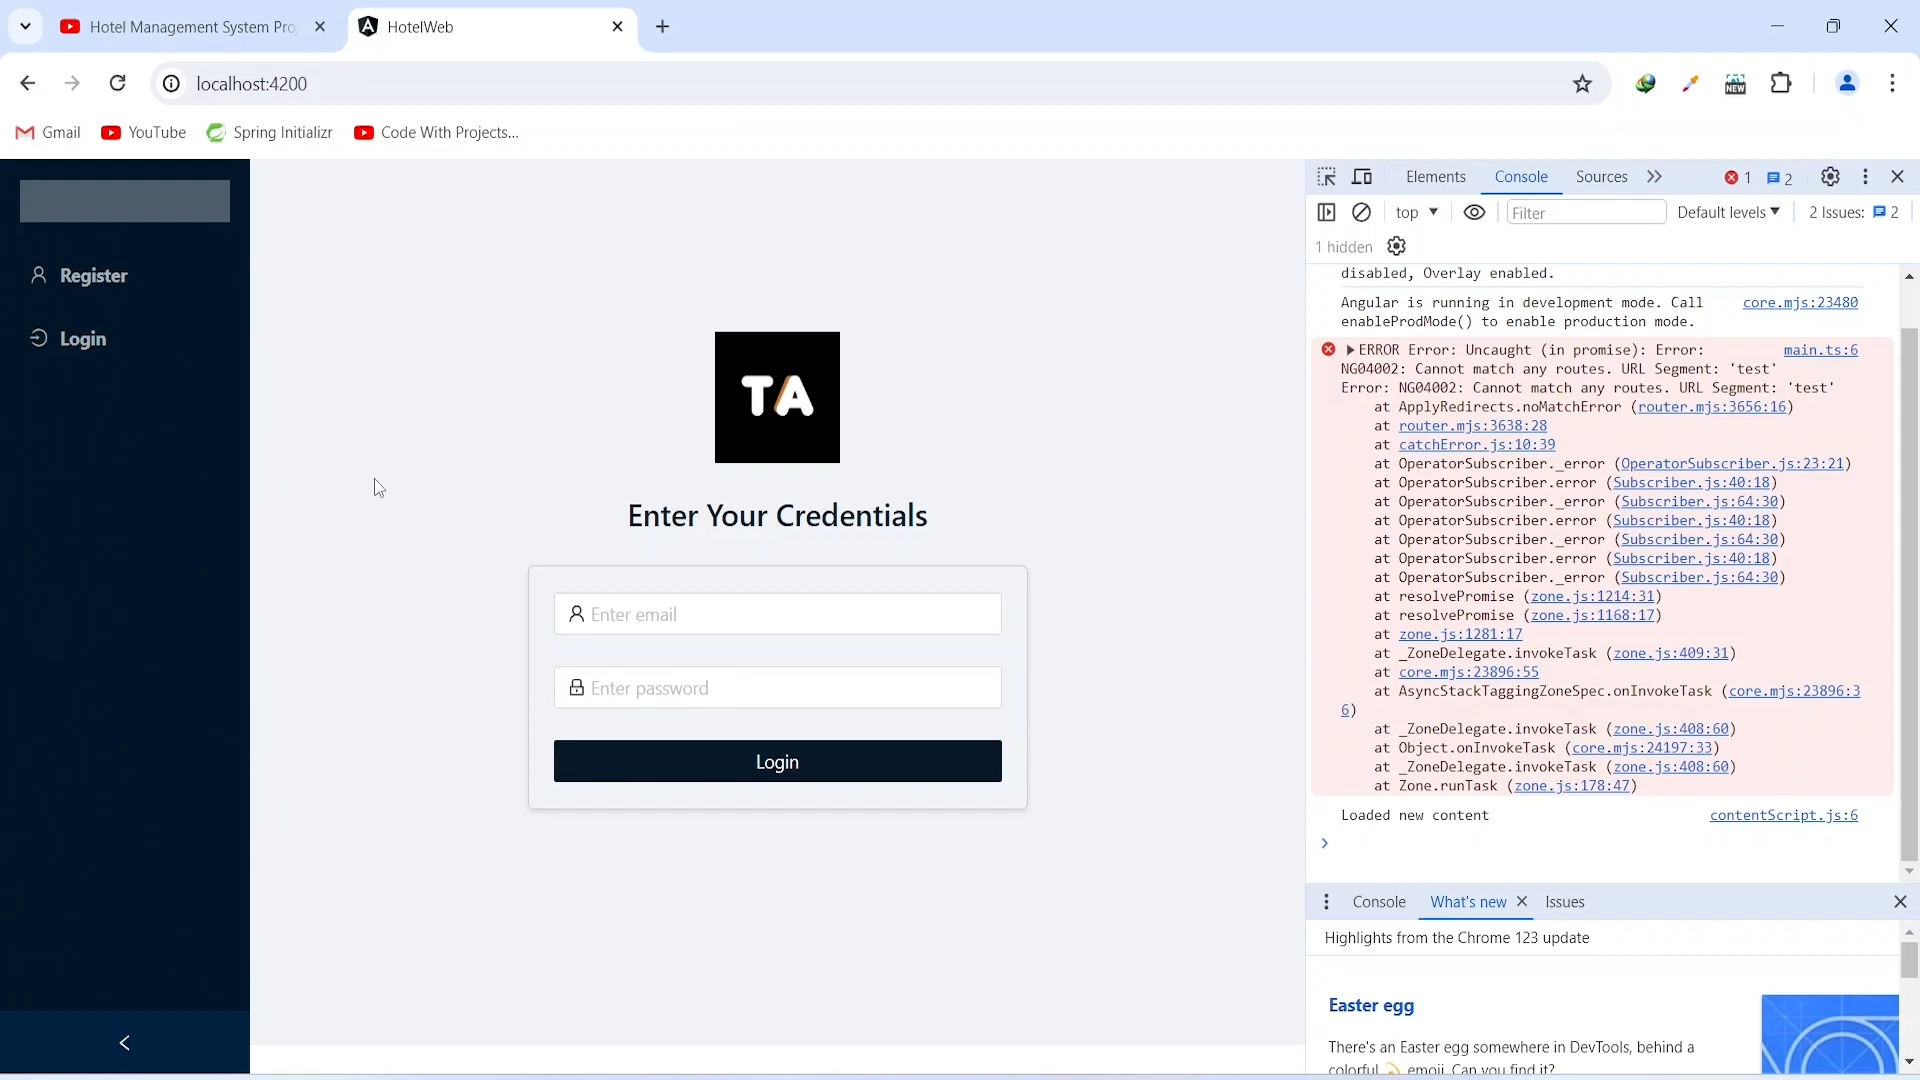 Hotel Management System Pro
HotelWeb
localhost:4200
NEW
Gmail
YouTube
Spring Initializr
Code With Projects...
Register
Login
TA
Enter Your Credentials
Enter email
Enter password
Login
Elements
Console
Sources
1
2
top
Filter
Default levels
2 Issues:
2
1 hidden
disabled, Overlay enabled.
Angular is running in development mode. Call core.mjs:23480
enableProdMode() to enable production mode.
ERROR Error: Uncaught (in promise): Error: main.ts:6
NG04002: Cannot match any routes. URL Segment: 'test'
Error: NG04002: Cannot match any routes. URL Segment: 'test'
at ApplyRedirects.noMatchError (router.mjs:3656:16)
at router.mjs:3638:28
at catchError.js:10:39
at OperatorSubscriber._error (OperatorSubscriber.js:23:21)
at OperatorSubscriber.error (Subscriber.js:40:18)
at OperatorSubscriber._error (Subscriber.js:64:30)
at OperatorSubscriber.error (Subscriber.js:40:18)
at OperatorSubscriber._error (Subscriber.js:64:30)
at OperatorSubscriber.error (Subscriber.js:40:18)
at OperatorSubscriber._error (Subscriber.js:64:30)
at resolvePromise (zone.js:1214:31)
at resolvePromise (zone.js:1168:17)
at zone.js:1281:17
at _ZoneDelegate.invokeTask (zone.js:409:31)
at core.mjs:23896:55
at AsyncStackTaggingZoneSpec.onInvokeTask (core.mjs:23896:3
6)
at _ZoneDelegate.invokeTask (zone.js:408:60)
at Object.onInvokeTask (core.mjs:24197:33)
at _ZoneDelegate.invokeTask (zone.js:408:60)
at Zone.runTask (zone.js:178:47)
Loaded new content contentScript.js:6
Console
What's new
Issues
Highlights from the Chrome 123 update
Easter egg
There's an Easter egg somewhere in DevTools, behind a
colorful emoji. Can you find it?